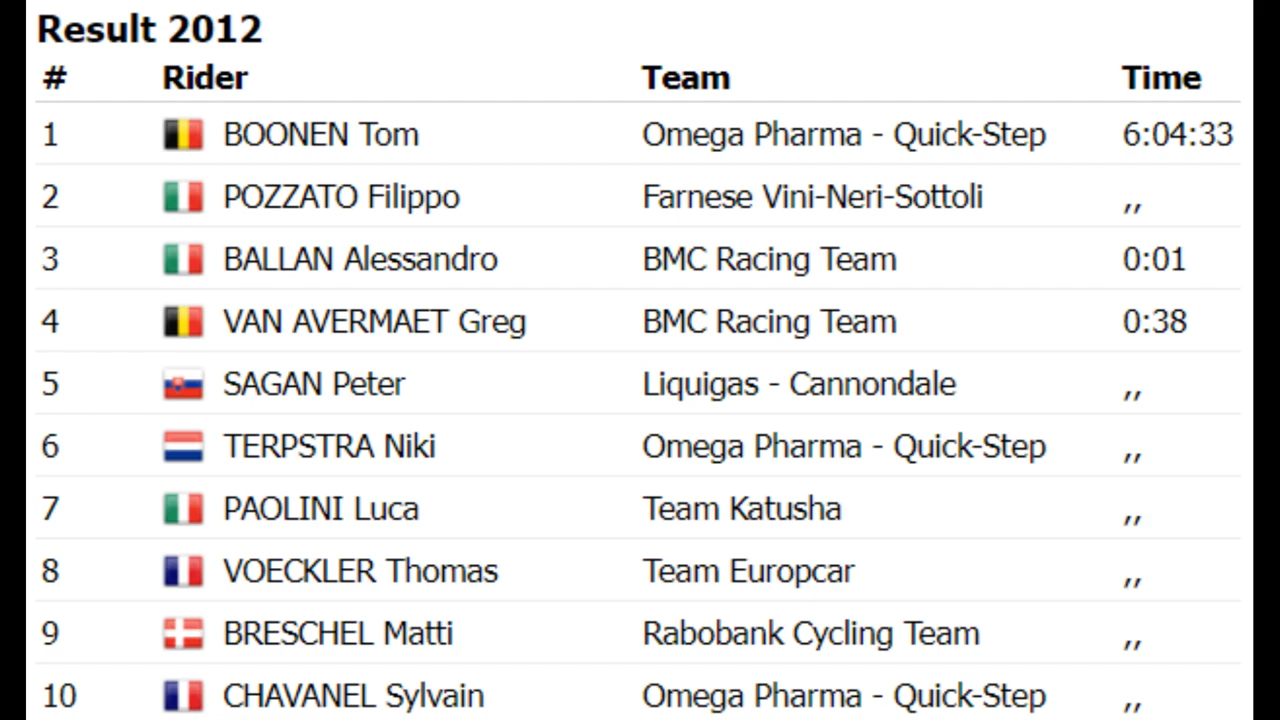 Result 2012
# Rider Team Time
1 BOONEN Tom Omega Pharma - Quick-Step 6:04:33
2 POZZATO Filippo Farnese Vini-Neri-Sottoli ,,
3 BALLAN Alessandro BMC Racing Team 0:01
4 VAN AVERMAET Greg BMC Racing Team 0:38
5 SAGAN Peter Liquigas - Cannondale ,,
6 TERPSTRA Niki Omega Pharma - Quick-Step ,,
7 PAOLINI Luca Team Katusha ,,
8 VOECKLER Thomas Team Europcar ,,
9 BRESCHEL Matti Rabobank Cycling Team ,,
10 CHAVANEL Sylvain Omega Pharma - Quick-Step ,,